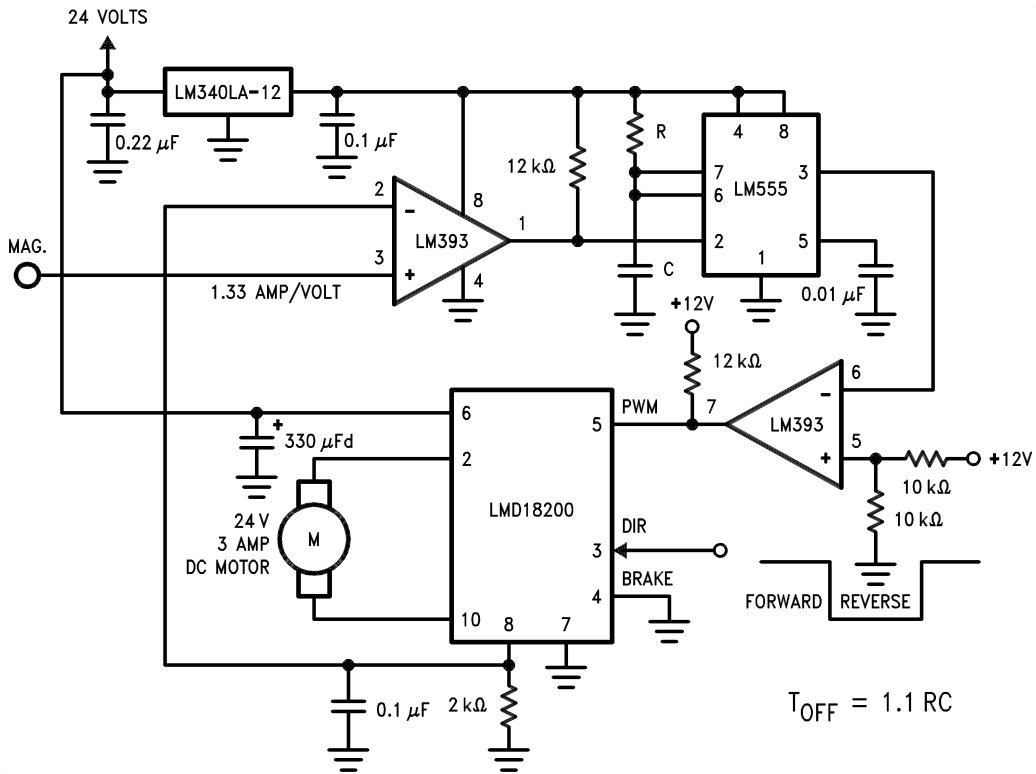 24 VOLTS
LM340LA-12
0.22 μF
0.1 μF
12 kΩ
R
4
8
7
6
2
LM555
3
5
1
C
0.01 μF
2
8
1
LM393
-
3
+
4
MAG.
1.33 AMP/VOLT
+12V
12 kΩ
PWM
7
6
-
LM393
5
+
+12V
10 kΩ
10 kΩ
+
330 μFd
6
5
2
LMD18200
24 V
3 AMP
DC MOTOR
M
DIR
3
BRAKE
4
10
8
7
FORWARD
REVERSE
0.1 μF
2 kΩ
TOFF = 1.1 RC